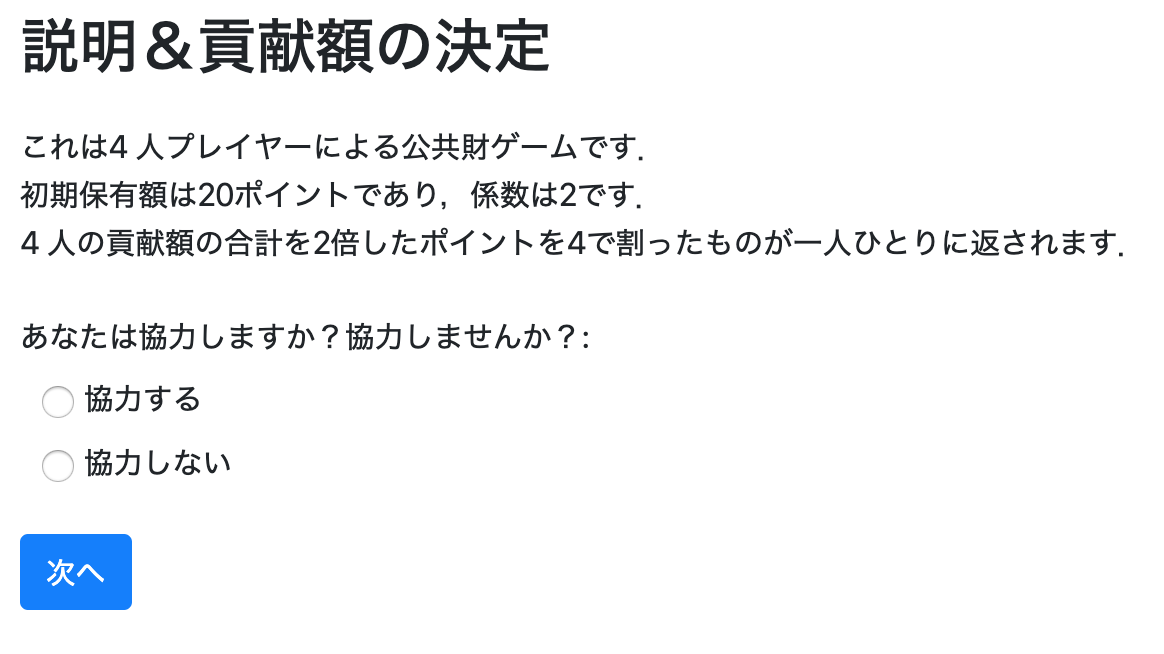 説明＆貢献額の決定
これは4 人プレイヤーによる公共財ゲームです．
初期保有額は20ポイントであり，係数は2です．
4 人の貢献額の合計を2倍したポイントを4で割ったものが一人ひとりに返されます．
あなたは協力しますか？協力しませんか？:
協力する
協力しない
次へ